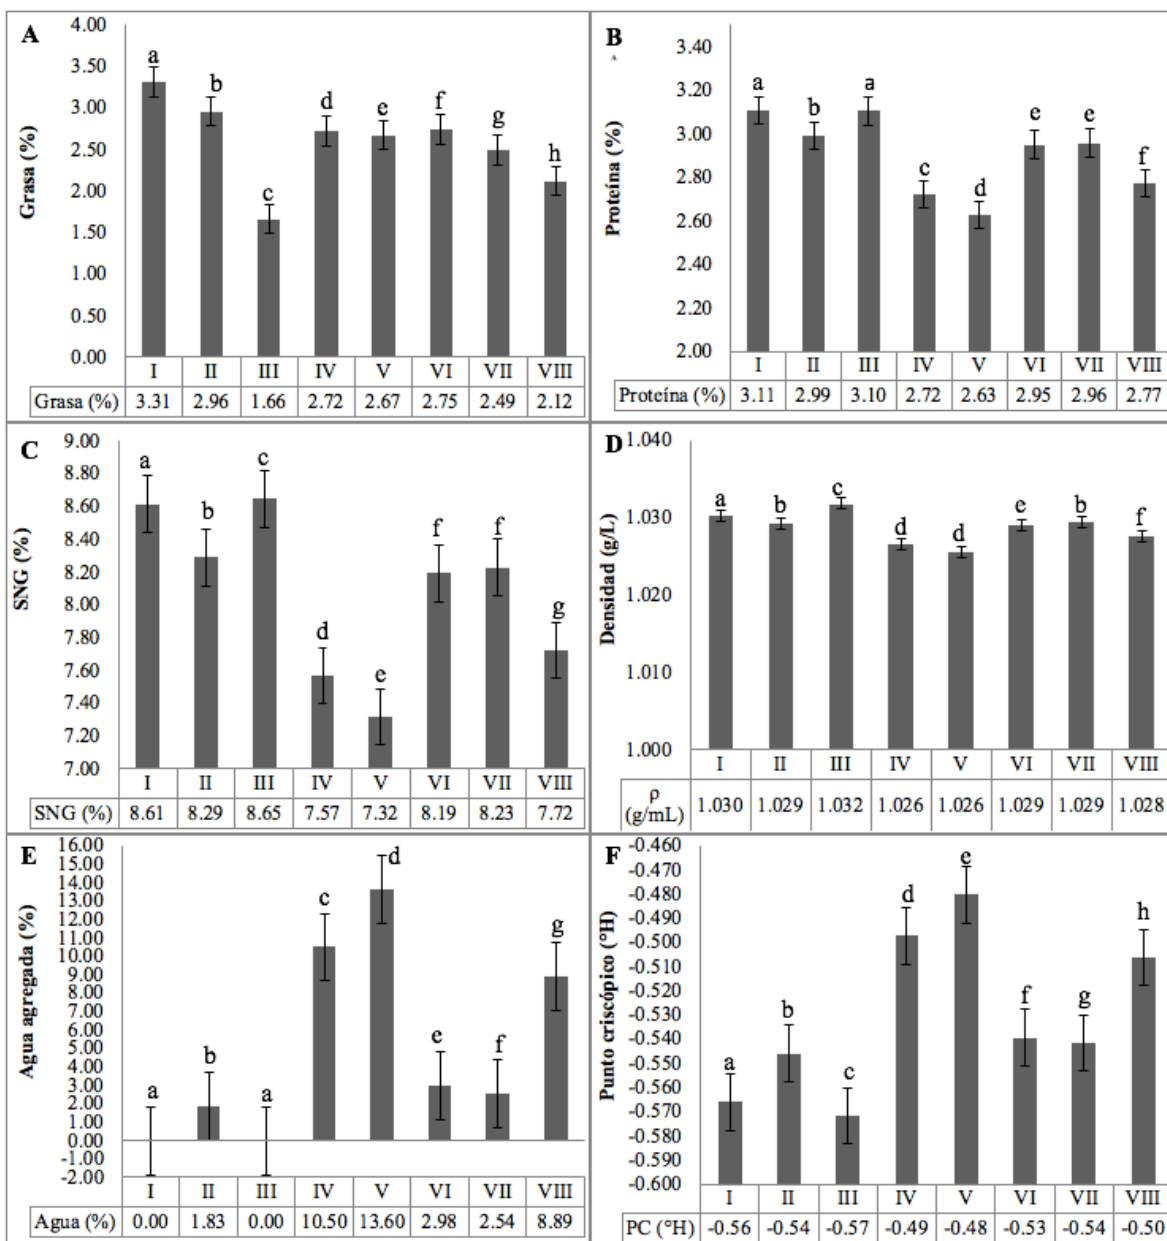 A
Grasa (%)
4.00
3.50
3.00
2.50
2.00
1.50
1.00
0.50
0.00
a b c d e f g h
I II III IV V VI VII VIII
Grasa (%) 3.31 2.96 1.66 2.72 2.67 2.75 2.49 2.12
B
A
Proteína (%)
3.40
3.20
3.00
2.80
2.60
2.40
2.20
2.00
a b a c d e e f
I II III IV V VI VII VIII
Proteína (%) 3.11 2.99 3.10 2.72 2.63 2.95 2.96 2.77
C
SNG (%)
9.00
8.80
8.60
8.40
8.20
8.00
7.80
7.60
7.40
7.20
7.00
a b c d e f f g
I II III IV V VI VII VIII
SNG (%) 8.61 8.29 8.65 7.57 7.32 8.19 8.23 7.72
D
Densidad (g/L)
1.040
1.030
1.020
1.010
1.000
a b c d d e b f
I II III IV V VI VII VIII
ρ
(g/mL) 1.030 1.029 1.032 1.026 1.026 1.029 1.029 1.028
E
Agua agregada (%)
16.00
15.00
14.00
13.00
12.00
11.00
10.00
9.00
8.00
7.00
6.00
5.00
4.00
3.00
2.00
1.00
0.00
-1.00
-2.00
a b a c d e f g
I II III IV V VI VII VIII
Agua (%) 0.00 1.83 0.00 10.50 13.60 2.98 2.54 8.89
F
Punto criscópico (°H)
-0.460
-0.470
-0.480
-0.490
-0.500
-0.510
-0.520
-0.530
-0.540
-0.550
-0.560
-0.570
-0.580
-0.590
-0.600
a b c d e f g h
I II III IV V VI VII VIII
PC (°H) -0.56 -0.54 -0.57 -0.49 -0.48 -0.53 -0.54 -0.50